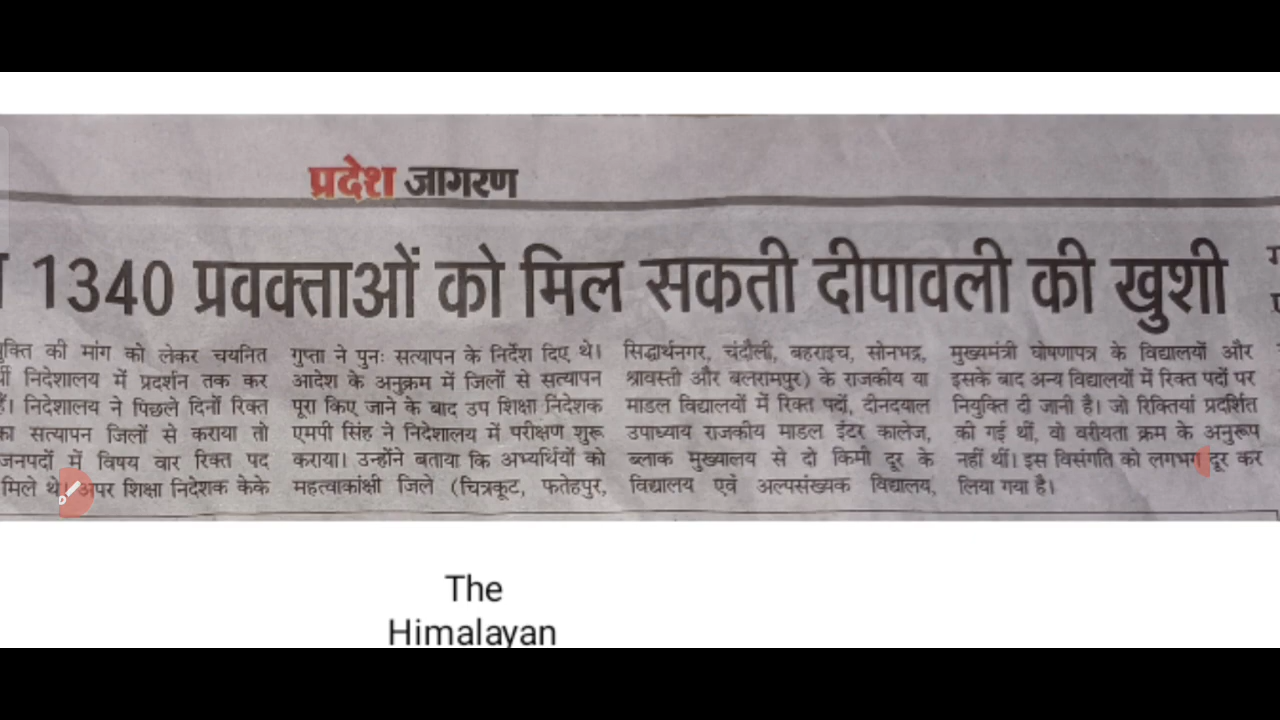 प्रदेश जागरण
1340 प्रवक्ताओं को मिल सकती दीपावली की खुशी
की मांग को लेकर चयनित
निदेशालय में प्रदर्शन तक कर
निदेशालय ने पिछले दिनों रिक्त
सत्यापन जिलों से कराया तो
जनपदों में विषय वार रिक्त पद
मिले थे। अपर शिक्षा निदेशक केके
गुप्ता ने पुनः सत्यापन के निर्देश दिए थे।
आदेश के अनुक्रम में जिलों से सत्यापन
पूरा किए जाने के बाद उप शिक्षा निदेशक
एमपी सिंह ने निदेशालय में परीक्षण शुरू
कराया। उन्होंने बताया कि अभ्यर्थियों को
महत्वाकांक्षी जिले (चित्रकूट, फतेहपुर,
सिद्धार्थनगर, चंदौली, बहराइच, सोनभद्र,
श्रावस्ती और बलरामपुर) के राजकीय या
माडल विद्यालयों में रिक्त पदों, दीनदयाल
उपाध्याय राजकीय माडल इंटर कालेज,
ब्लाक मुख्यालय से दो किमी दूर के
विद्यालय एवं अल्पसंख्यक विद्यालय,
मुख्यमंत्री घोषणापत्र के विद्यालयों और
इसके बाद अन्य विद्यालयों में रिक्त पदों पर
नियुक्ति दी जानी है। जो रिक्तियां प्रदर्शित
की गई थीं, वो वरीयता क्रम के अनुरूप
नहीं थीं। इस विसंगति को लगभग दूर कर
लिया गया है।
The
Himalayan